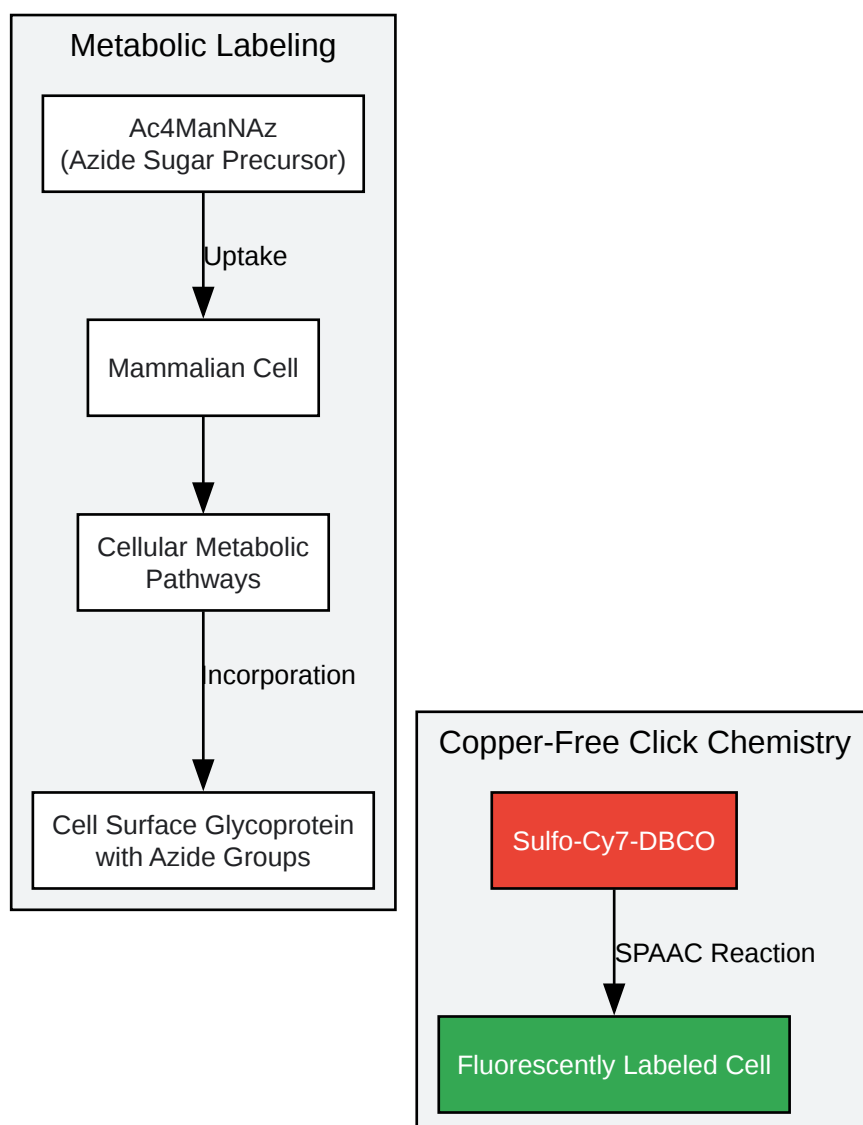 Metabolic Labeling
Ac4ManNAz
(Azide Sugar Precursor)
Uptake
Mammalian Cell
Cellular Metabolic
Pathways
Incorporation
Cell Surface Glycoprotein
with Azide Groups
Copper-Free Click Chemistry
Sulfo-Cy7-DBCO
SPAAC Reaction
Fluorescently Labeled Cell